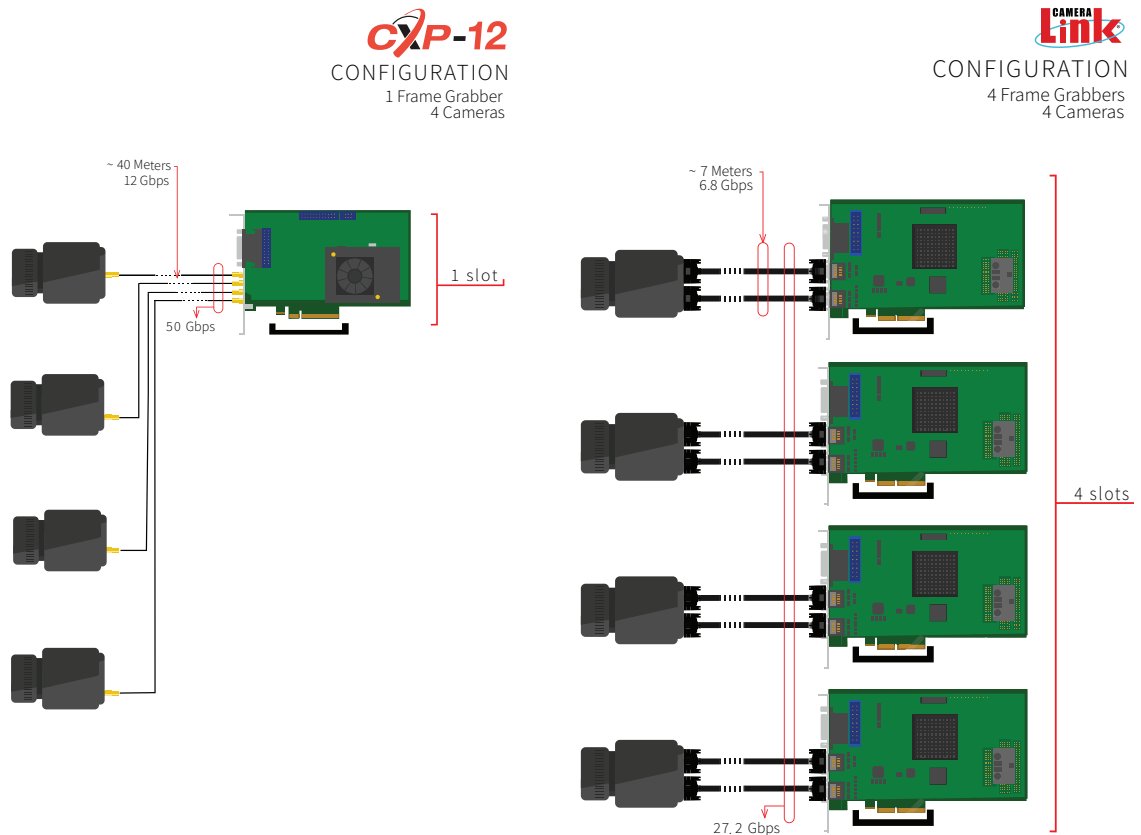 CXP-12
CONFIGURATION
1 Frame Grabber
4 Cameras
~ 40 Meters
12 Gbps
1 slot
50 Gbps
CAMERA
Link
CONFIGURATION
4 Frame Grabbers
4 Cameras
~ 7 Meters
6.8 Gbps
4 slots
27.2 Gbps